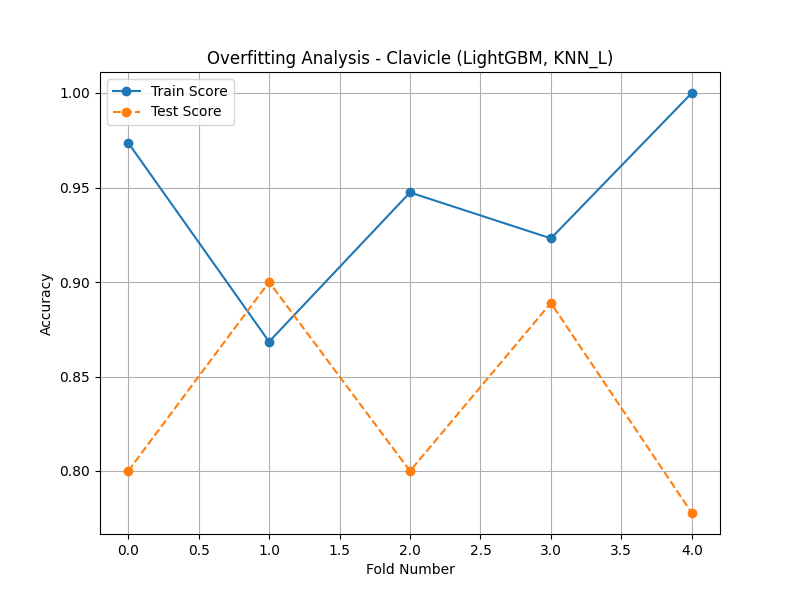 Overfitting Analysis - Clavicle (LightGBM, KNN_L)
Train Score
Test Score
1.00
0.95
0.90
0.85
0.80
Accuracy
0.0 0.5 1.0 1.5 2.0 2.5 3.0 3.5 4.0
Fold Number